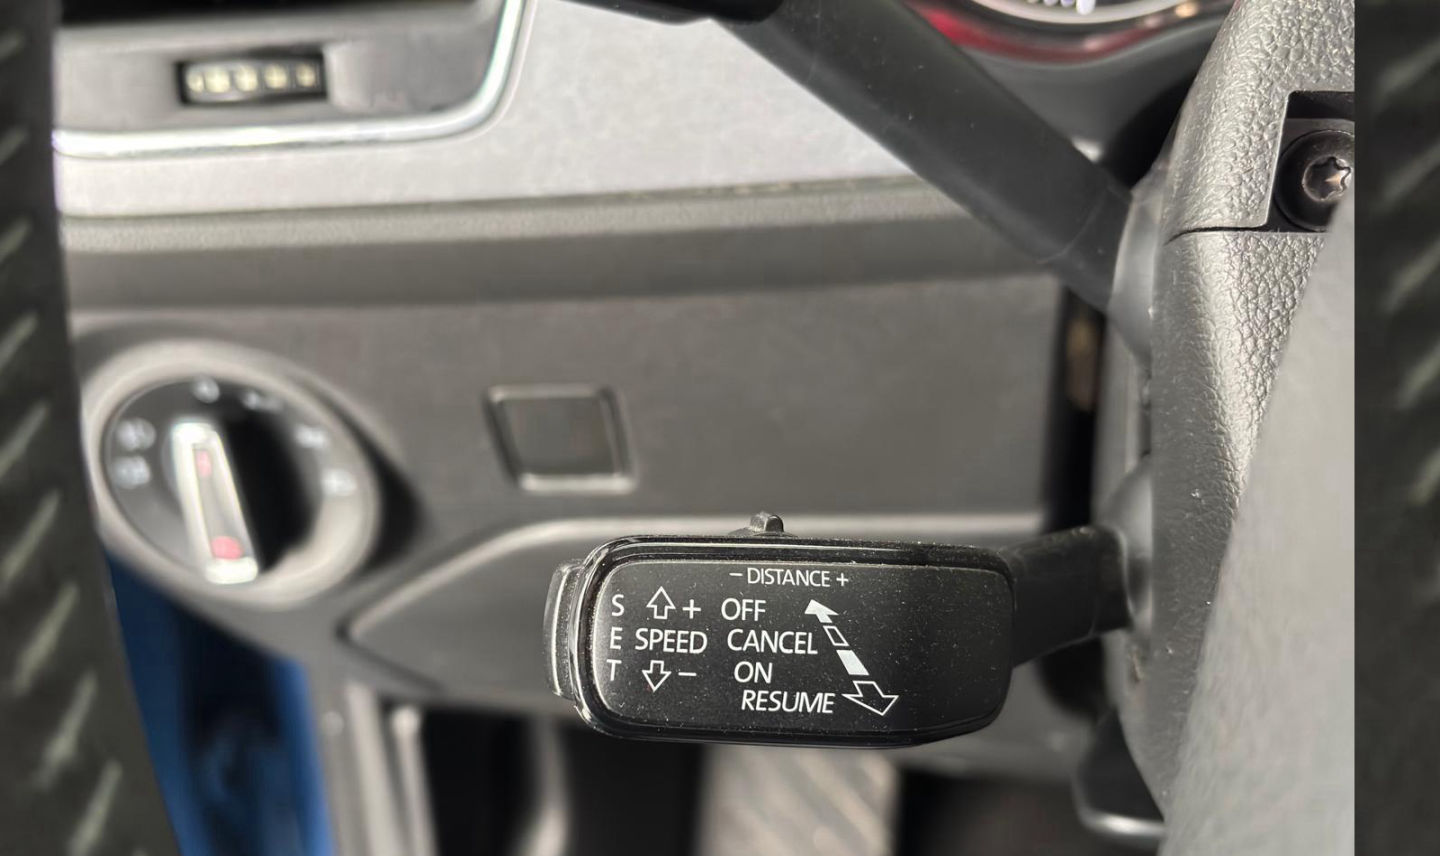 − DISTANCE +
S + OFF
E SPEED CANCEL
T − ON
RESUME